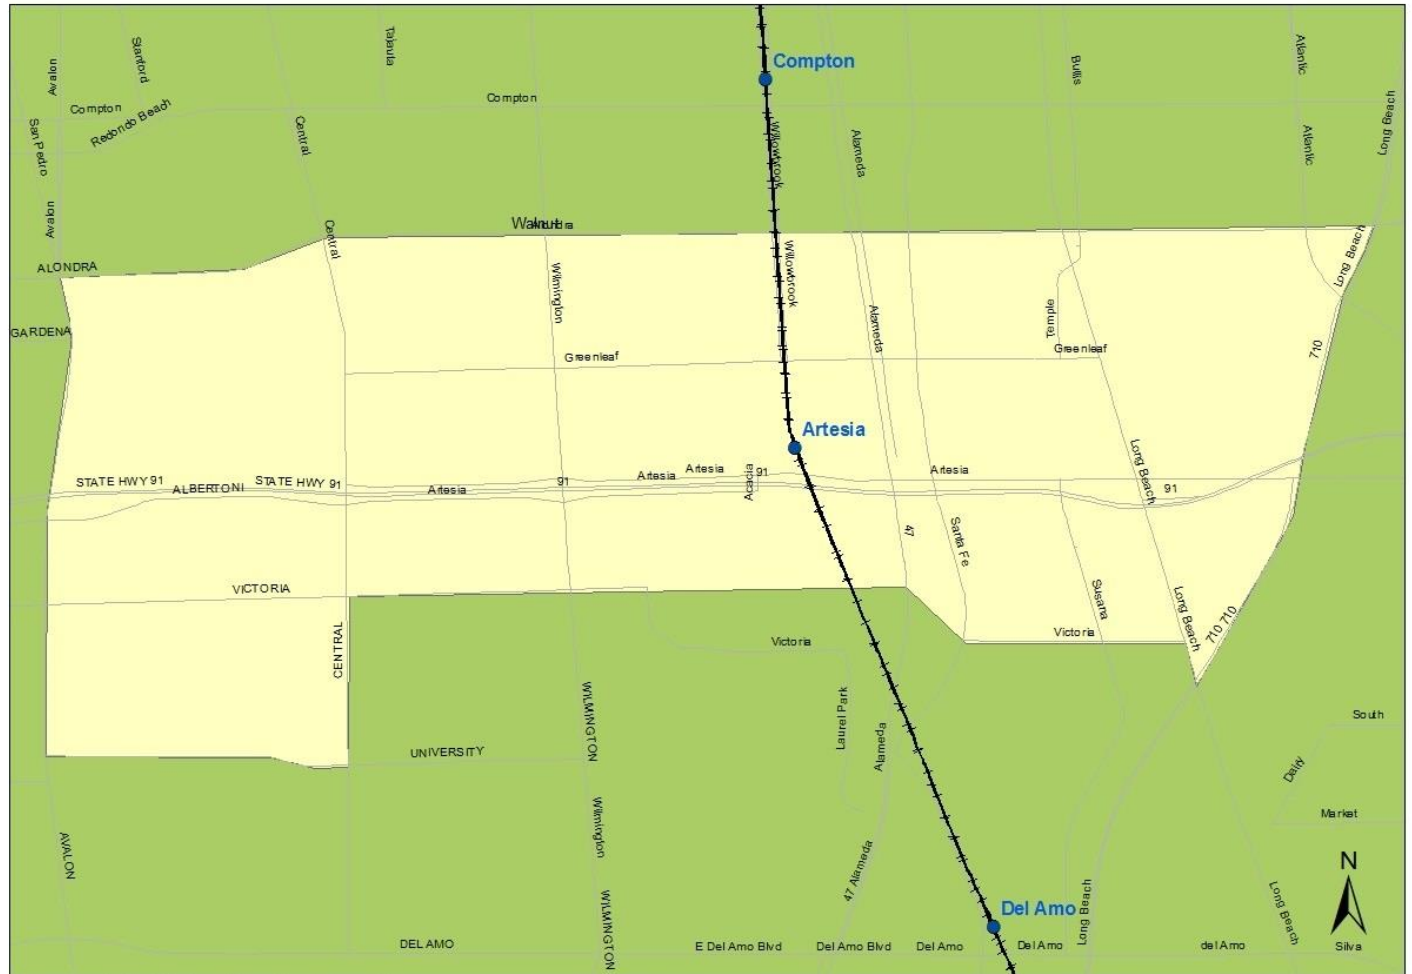 Compton
Avalon
Stanford
Tajauta
Bullis
Atlantic
Compton
Redondo Beach
Compton
San Pedro
Central
Willowbrook
Alameda
Atlantic
Long Beach
Avalon
Walnut
Central
ALONDRA
Wilmington
Willowbrook
Long Beach
GARDENA
Greenleaf
Alameda
Temple
Greenleaf
710
Artesia
STATE HWY 91
ALBERTONI
STATE HWY 91
Artesia
91
Artesia
Artesia
Acacia
91
Artesia
Long Beach
91
47
Santa Fe
VICTORIA
CENTRAL
Victoria
Susana
Victoria
Long Beach
710 710
WILMINGTON
Laurel Park
Alameda
UNIVERSITY
South
Dairy
Market
AVALON
Wilmington
47 Alameda
N
Del Amo
Long Beach
Long Beach
WILMINGTON
DEL AMO
E Del Amo Blvd
Del Amo Blvd
Del Amo
Del Amo
del Amo
Silva